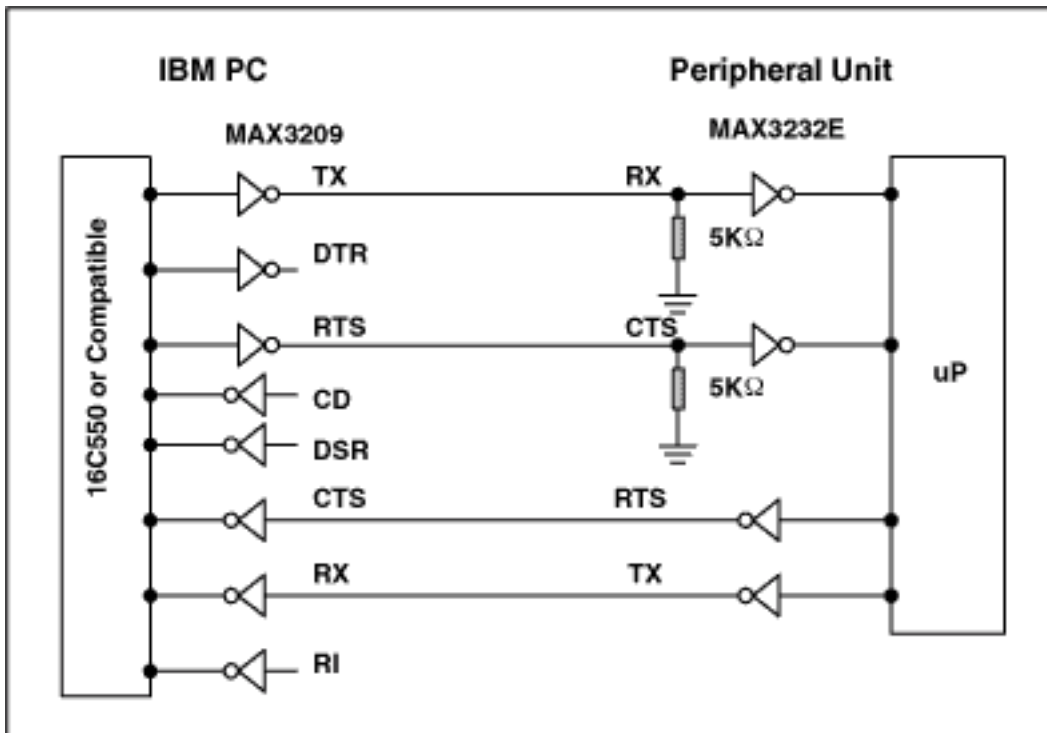 IBM PC
Peripheral Unit
MAX3209
MAX3232E
16C550 or Compatible
TX
RX
5KΩ
DTR
RTS
CTS
5KΩ
uP
CD
DSR
CTS
RTS
RX
TX
RI